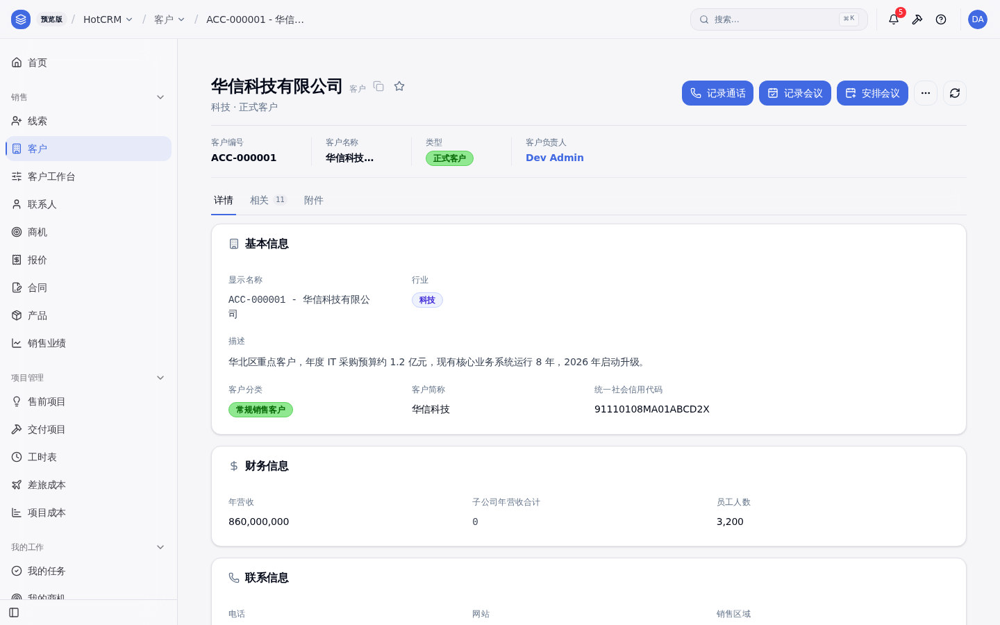 预览版 / HotCRM / 客户 / ACC-000001 - 华信...
搜索... ⌘K
5
DA
首页
销售
线索
客户
客户工作台
联系人
商机
报价
合同
产品
销售业绩
项目管理
售前项目
交付项目
工时表
差旅成本
项目成本
我的工作
我的任务
我的商机
华信科技有限公司 客户
科技 · 正式客户
记录通话
记录会议
安排会议
客户编号
ACC-000001
客户名称
华信科技...
类型
正式客户
客户负责人
Dev Admin
详情
相关 11
附件
基本信息
显示名称
ACC-000001 - 华信科技有限公
司
行业
科技
描述
华北区重点客户，年度 IT 采购预算约 1.2 亿元，现有核心业务系统运行 8 年，2026 年启动升级。
客户分类
常规销售客户
客户简称
华信科技
统一社会信用代码
91110108MA01ABCD2X
财务信息
年营收
860,000,000
子公司年营收合计
0
员工人数
3,200
联系信息
电话
网站
销售区域